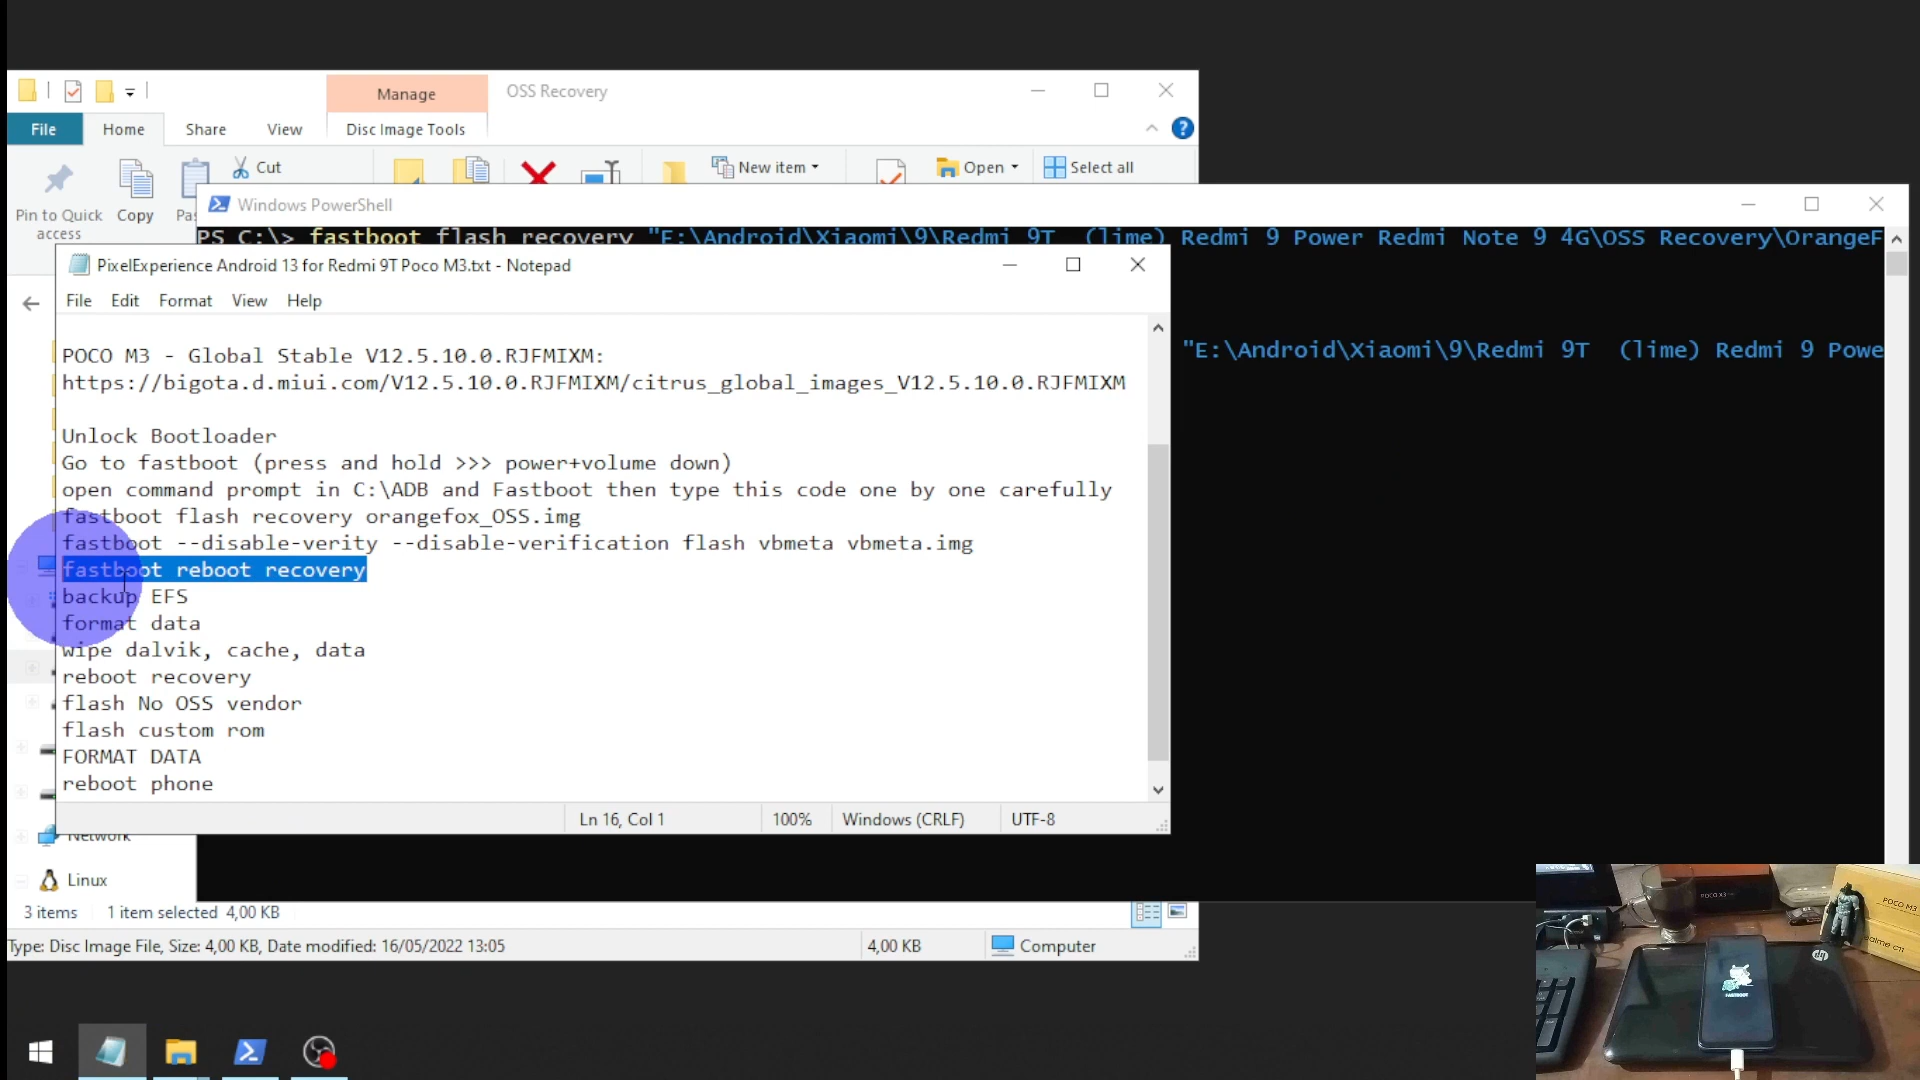 Manage
OSS Recovery
File
Home
Share
View
Disc Image Tools
Cut
New item
Open
Select all
Pin to Quick
access
Copy
Windows PowerShell
PS C:\> fastboot flash recovery "E:\Android\Xiaomi\9\Redmi 9T  (lime) Redmi 9 Power Redmi Note 9 4G\OSS Recovery\OrangeF
"E:\Android\Xiaomi\9\Redmi 9T  (lime) Redmi 9 Powe
PixelExperience Android 13 for Redmi 9T Poco M3.txt - Notepad
File Edit Format View Help
POCO M3 - Global Stable V12.5.10.0.RJFMIXM:
https://bigota.d.miui.com/V12.5.10.0.RJFMIXM/citrus_global_images_V12.5.10.0.RJFMIXM
Unlock Bootloader
Go to fastboot (press and hold >>> power+volume down)
open command prompt in C:\ADB and Fastboot then type this code one by one carefully
fastboot flash recovery orangefox_OSS.img
fastboot --disable-verity --disable-verification flash vbmeta vbmeta.img
fastboot reboot recovery
backup EFS
format data
wipe dalvik, cache, data
reboot recovery
flash No OSS vendor
flash custom rom
FORMAT DATA
reboot phone
Ln 16, Col 1
100%
Windows (CRLF)
UTF-8
Network
Linux
3 items
1 item selected 4,00 KB
Type: Disc Image File, Size: 4,00 KB, Date modified: 16/05/2022 13:05
4,00 KB
Computer
POCO X3
POCO M3
realme C11
hp
FASTBOOT